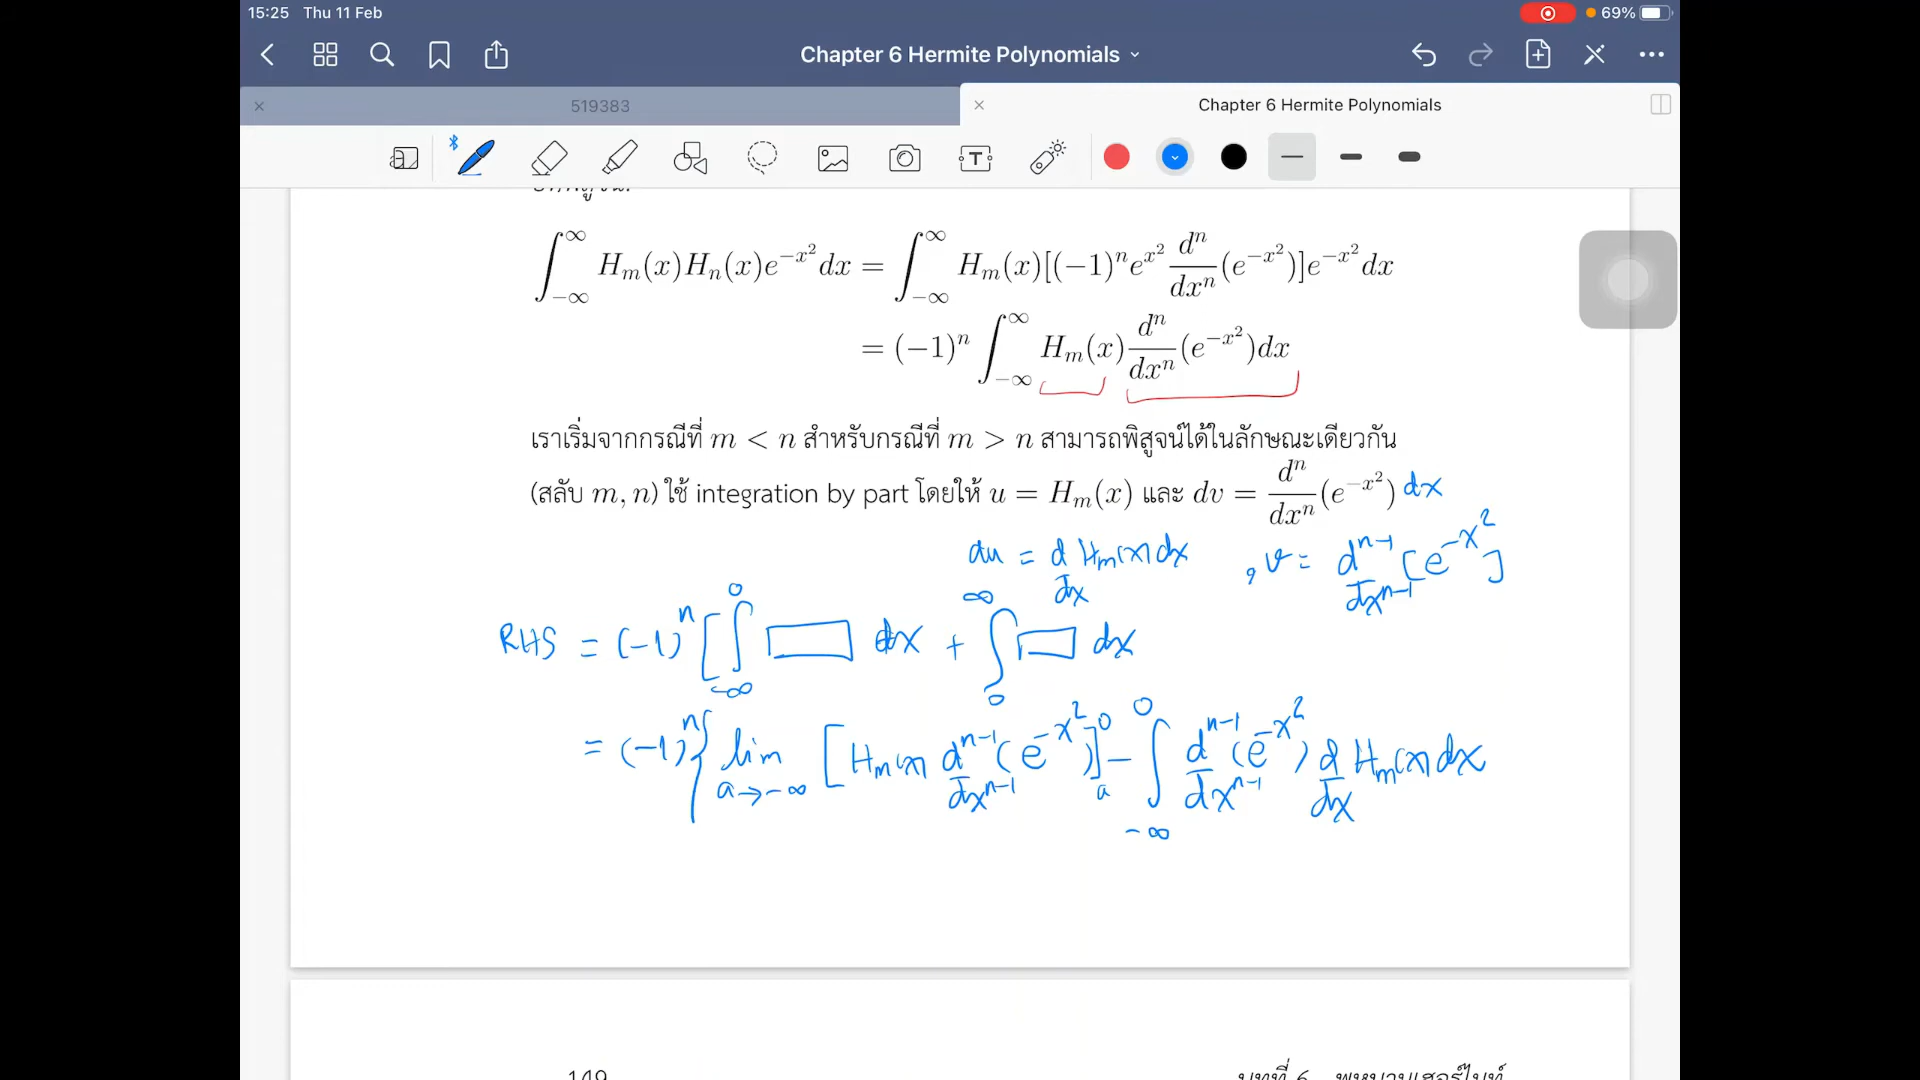 15:25 Thu 11 Feb 69%
Chapter 6 Hermite Polynomials
519383 Chapter 6 Hermite Polynomials
∫_{-∞}^{∞} H_m(x)H_n(x)e^{-x^2}dx = ∫_{-∞}^{∞} H_m(x)[(-1)^n e^{x^2} d^n/dx^n (e^{-x^2})]e^{-x^2}dx
= (-1)^n ∫_{-∞}^{∞} H_m(x) d^n/dx^n (e^{-x^2})dx
เราเริ่มจากกรณีที่ m < n สำหรับกรณีที่ m > n สามารถพิสูจน์ได้ในลักษณะเดียวกัน
(สลับ m, n) ใช้ integration by part โดยให้ u = H_m(x) และ dv = d^n/dx^n (e^{-x^2}) dx
du = d/dx H_m(x) dx , v = d^{n-1}/dx^{n-1} [e^{-x^2}]
RHS = (-1)^n [ ∫_{-∞}^{0} □ dx + ∫_{0}^{∞} □ dx
= (-1)^n { lim_{a→-∞} [H_m(x) d^{n-1}/dx^{n-1} (e^{-x^2})]_a^0 - ∫_{-∞}^{0} d^{n-1}/dx^{n-1} (e^{-x^2}) d/dx H_m(x) dx